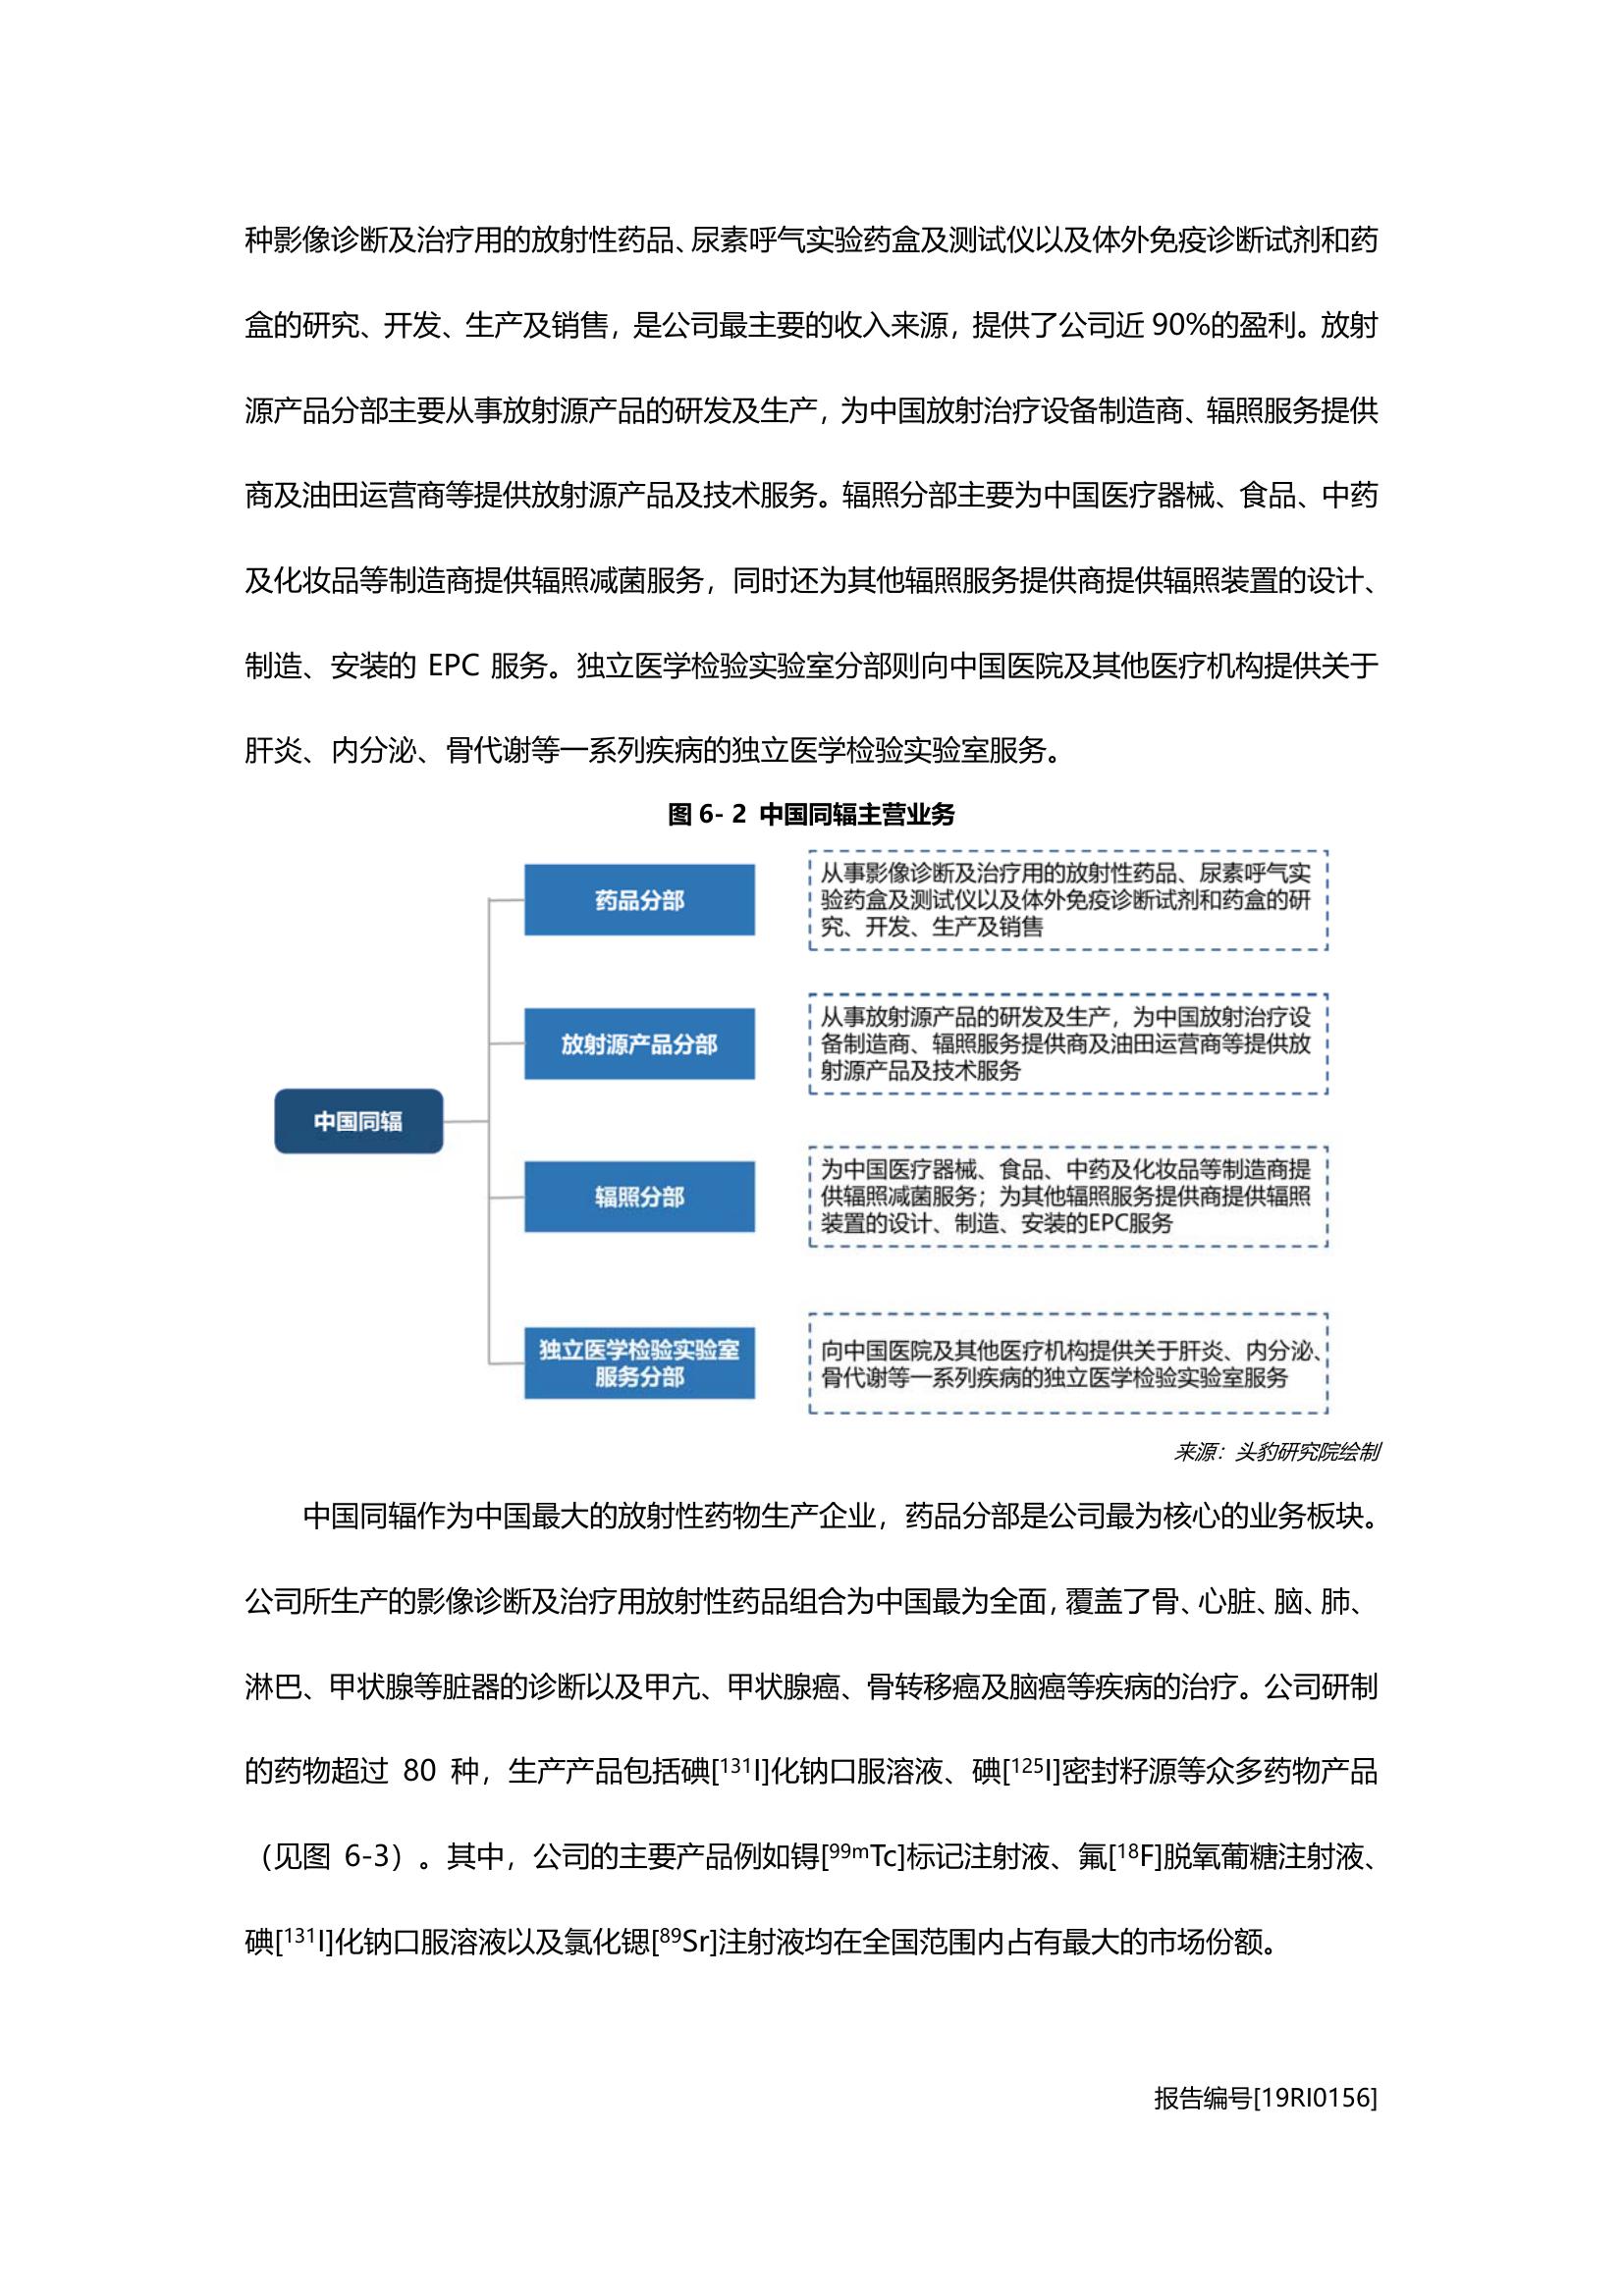 种影像诊断及治疗用的放射性药品、尿素呼气实验药盒及测试仪以及体外免疫诊断试剂和药
盒的研究、开发、生产及销售，是公司最主要的收入来源，提供了公司近 90%的盈利。放射
源产品分部主要从事放射源产品的研发及生产，为中国放射治疗设备制造商、辐照服务提供
商及油田运营商等提供放射源产品及技术服务。辐照分部主要为中国医疗器械、食品、中药
及化妆品等制造商提供辐照减菌服务，同时还为其他辐照服务提供商提供辐照装置的设计、
制造、安装的 EPC 服务。独立医学检验实验室分部则向中国医院及其他医疗机构提供关于
肝炎、内分泌、骨代谢等一系列疾病的独立医学检验实验室服务。
图 6- 2 中国同辐主营业务
中国同辐
药品分部
从事影像诊断及治疗用的放射性药品、尿素呼气实
验药盒及测试仪以及体外免疫诊断试剂和药盒的研
究、开发、生产及销售
放射源产品分部
从事放射源产品的研发及生产，为中国放射治疗设
备制造商、辐照服务提供商及油田运营商等提供放
射源产品及技术服务
辐照分部
为中国医疗器械、食品、中药及化妆品等制造商提
供辐照减菌服务；为其他辐照服务提供商提供辐照
装置的设计、制造、安装的EPC服务
独立医学检验实验室
服务分部
向中国医院及其他医疗机构提供关于肝炎、内分泌、
骨代谢等一系列疾病的独立医学检验实验室服务
来源：头豹研究院绘制
中国同辐作为中国最大的放射性药物生产企业，药品分部是公司最为核心的业务板块。
公司所生产的影像诊断及治疗用放射性药品组合为中国最为全面，覆盖了骨、心脏、脑、肺、
淋巴、甲状腺等脏器的诊断以及甲亢、甲状腺癌、骨转移癌及脑癌等疾病的治疗。公司研制
的药物超过 80 种，生产产品包括碘[¹³¹I]化钠口服溶液、碘[¹²⁵I]密封籽源等众多药物产品
（见图 6-3）。其中，公司的主要产品例如锝[⁹⁹ᵐTc]标记注射液、氟[¹⁸F]脱氧葡糖注射液、
碘[¹³¹I]化钠口服溶液以及氯化锶[⁸⁹Sr]注射液均在全国范围内占有最大的市场份额。
报告编号[19RI0156]